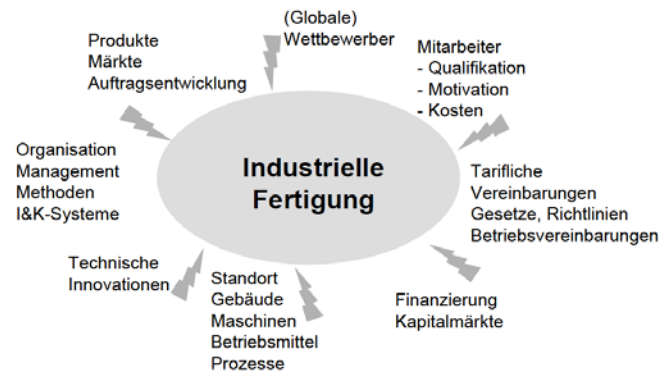 (Globale)
Wettbewerber
Produkte
Märkte
Auftragsentwicklung
Mitarbeiter
- Qualifikation
- Motivation
- Kosten
Organisation
Management
Methoden
I&K-Systeme
Industrielle
Fertigung
Tarifliche
Vereinbarungen
Gesetze, Richtlinien
Betriebsvereinbarungen
Technische
Innovationen
Standort
Gebäude
Maschinen
Betriebsmittel
Prozesse
Finanzierung
Kapitalmärkte